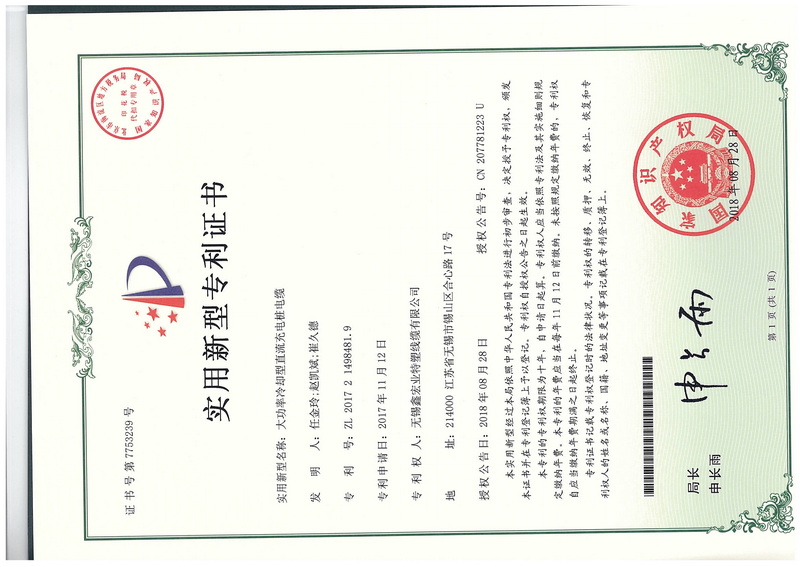 证书号第7753239号
实用新型专利证书
实用新型名称：大功率冷却型直流充电桩电缆
发 明 人：任金玲;赵凯斌;崔久德
专 利 号：ZL 2017 2 1498481.9
专利申请日：2017年11月12日
专 利 权 人：无锡鑫宏业特塑线缆有限公司
地 址：214000 江苏省无锡市锡山区合心路17号
授权公告日：2018年08月28日 授权公告号：CN 207781223 U
本实用新型经过本局依照中华人民共和国专利法进行初步审查，决定授予专利权，颁发
本证书并在专利登记簿上予以登记。专利权自授权公告之日起生效。
本专利的专利权期限为十年，自申请日起算。专利权人应当依照专利法及其实施细则规
定缴纳年费。本专利的年费应当在每年11月12日前缴纳。未按照规定缴纳年费的，专利权
自应当缴纳年费期满之日起终止。
专利证书记载专利权登记时的法律状况。专利权的转移、质押、无效、终止、恢复和专
利权人的姓名或名称、国籍、地址变更等事项记载在专利登记簿上。
局长
申长雨
国家知识产权局
2018年08月28日
第 1 页 (共 1 页)